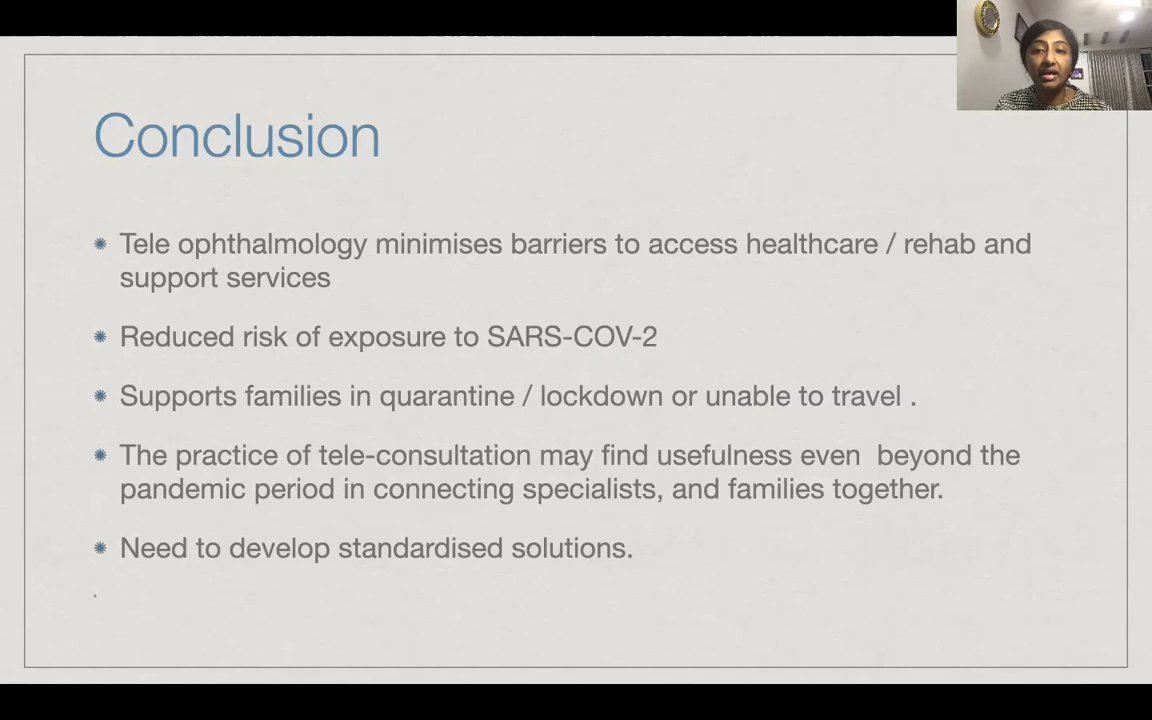 Conclusion
Tele ophthalmology minimises barriers to access healthcare / rehab and
support services
Reduced risk of exposure to SARS-COV-2
Supports families in quarantine / lockdown or unable to travel .
The practice of tele-consultation may find usefulness even  beyond the
pandemic period in connecting specialists, and families together.
Need to develop standardised solutions.
.